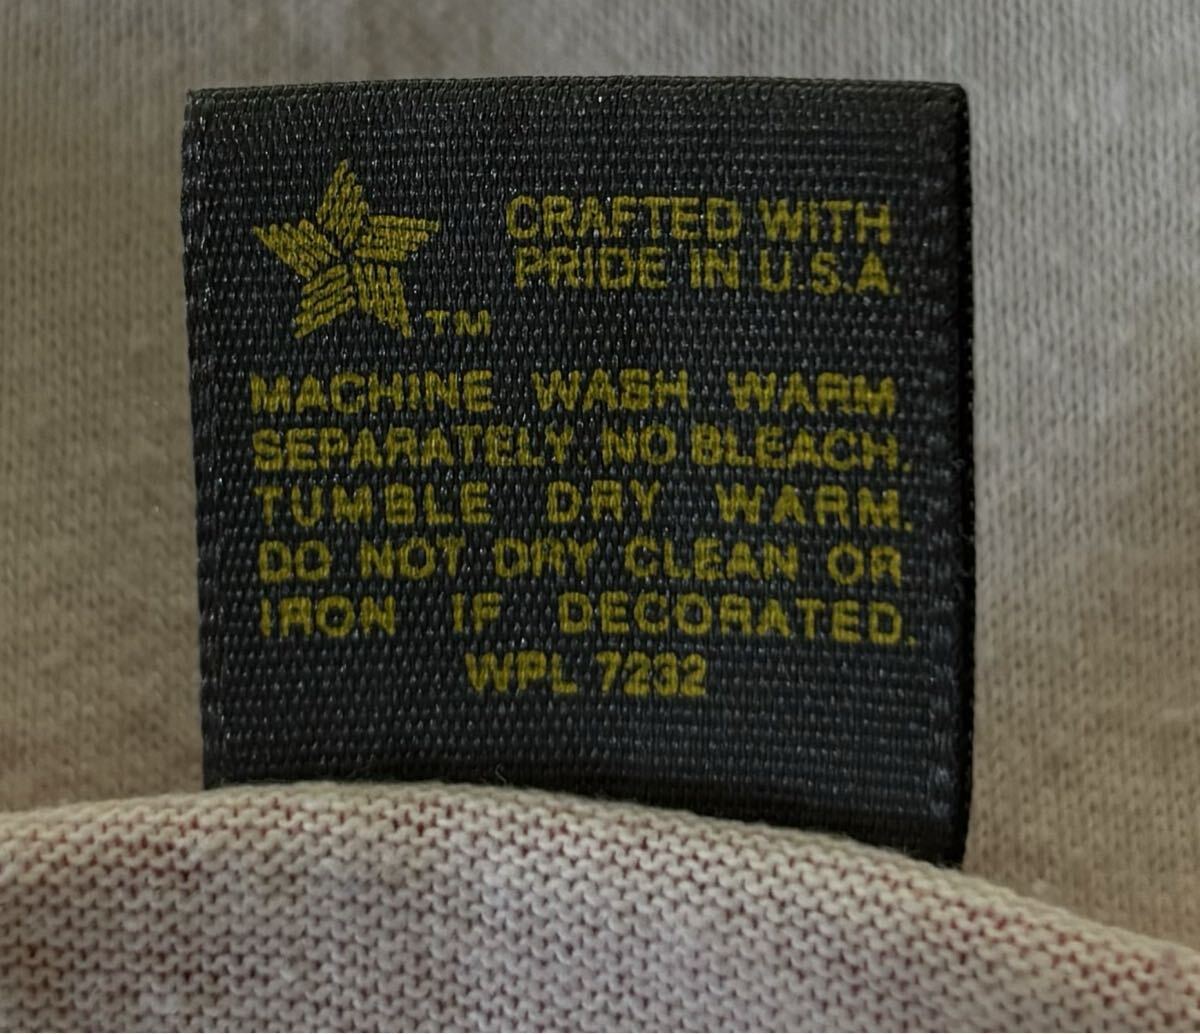 CRAFTED WITH
PRIDE IN U.S.A.
TM
MACHINE WASH WARM
SEPARATELY. NO BLEACH.
TUMBLE DRY WARM.
DO NOT DRY CLEAN OR
IRON IF DECORATED.
WPL 7232